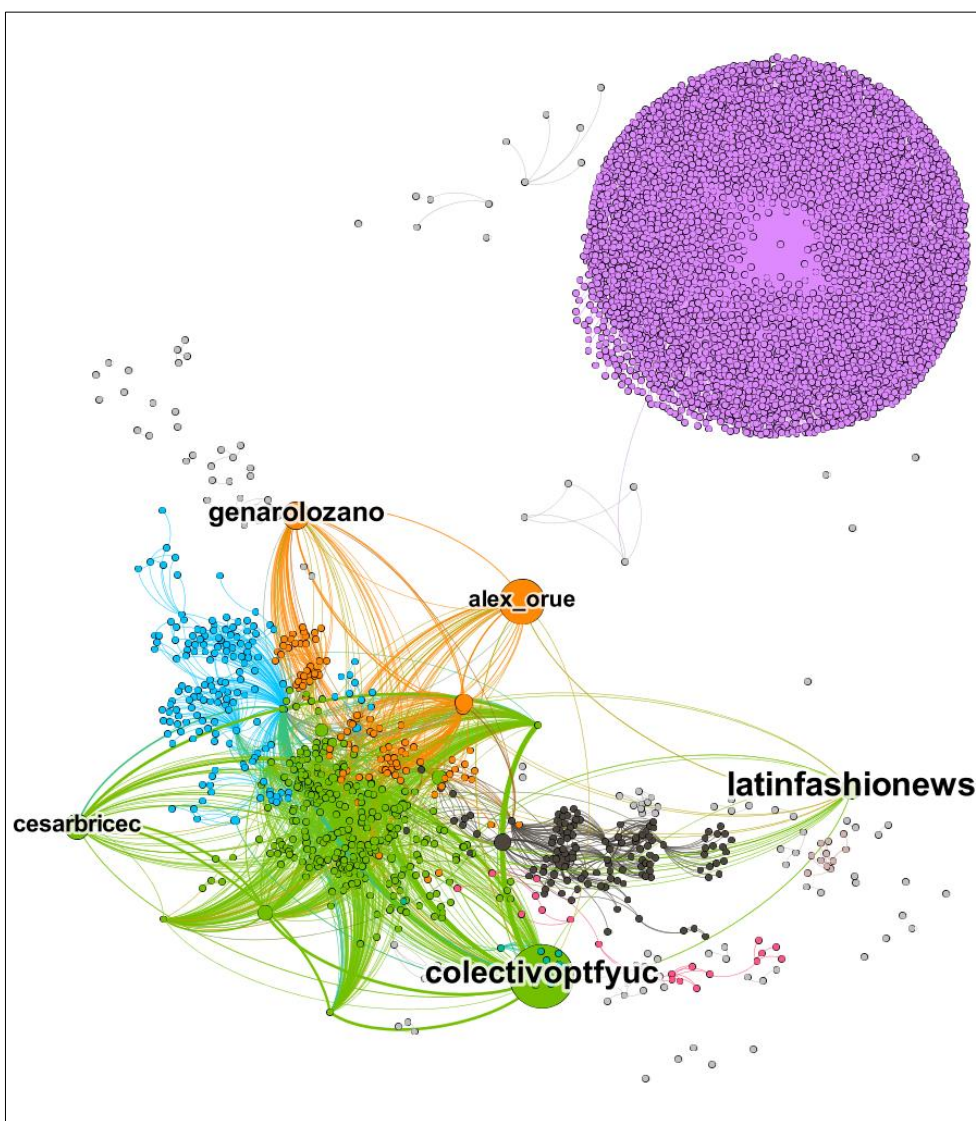 genarolozano
alex_orue
latinfashionews
cesarbricec
colectivoptfyuc